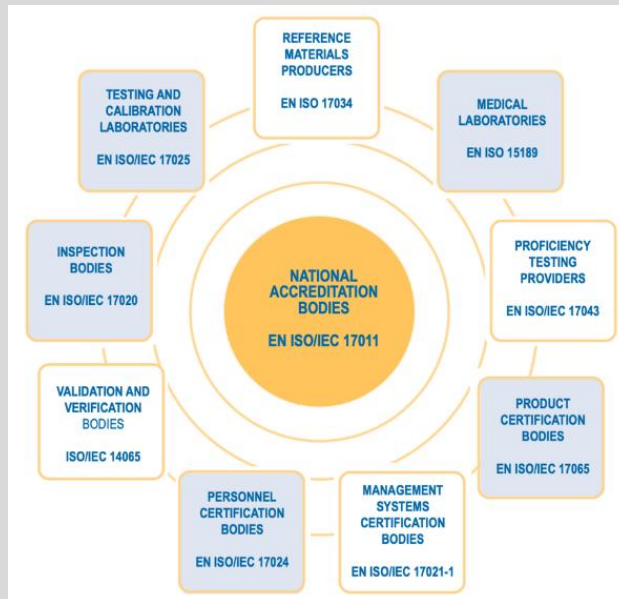 REFERENCE
MATERIALS
PRODUCERS
EN ISO 17034
TESTING AND
CALIBRATION
LABORATORIES
EN ISO/IEC 17025
MEDICAL
LABORATORIES
EN ISO 15189
INSPECTION
BODIES
EN ISO/IEC 17020
NATIONAL
ACCREDITATION
BODIES
EN ISO/IEC 17011
PROFICIENCY
TESTING
PROVIDERS
EN ISO/IEC 17043
VALIDATION AND
VERIFICATION
BODIES
ISO/IEC 14065
PRODUCT
CERTIFICATION
BODIES
EN ISO/IEC 17065
PERSONNEL
CERTIFICATION
BODIES
EN ISO/IEC 17024
MANAGEMENT
SYSTEMS
CERTIFICATION
BODIES
EN ISO/IEC 17021-1